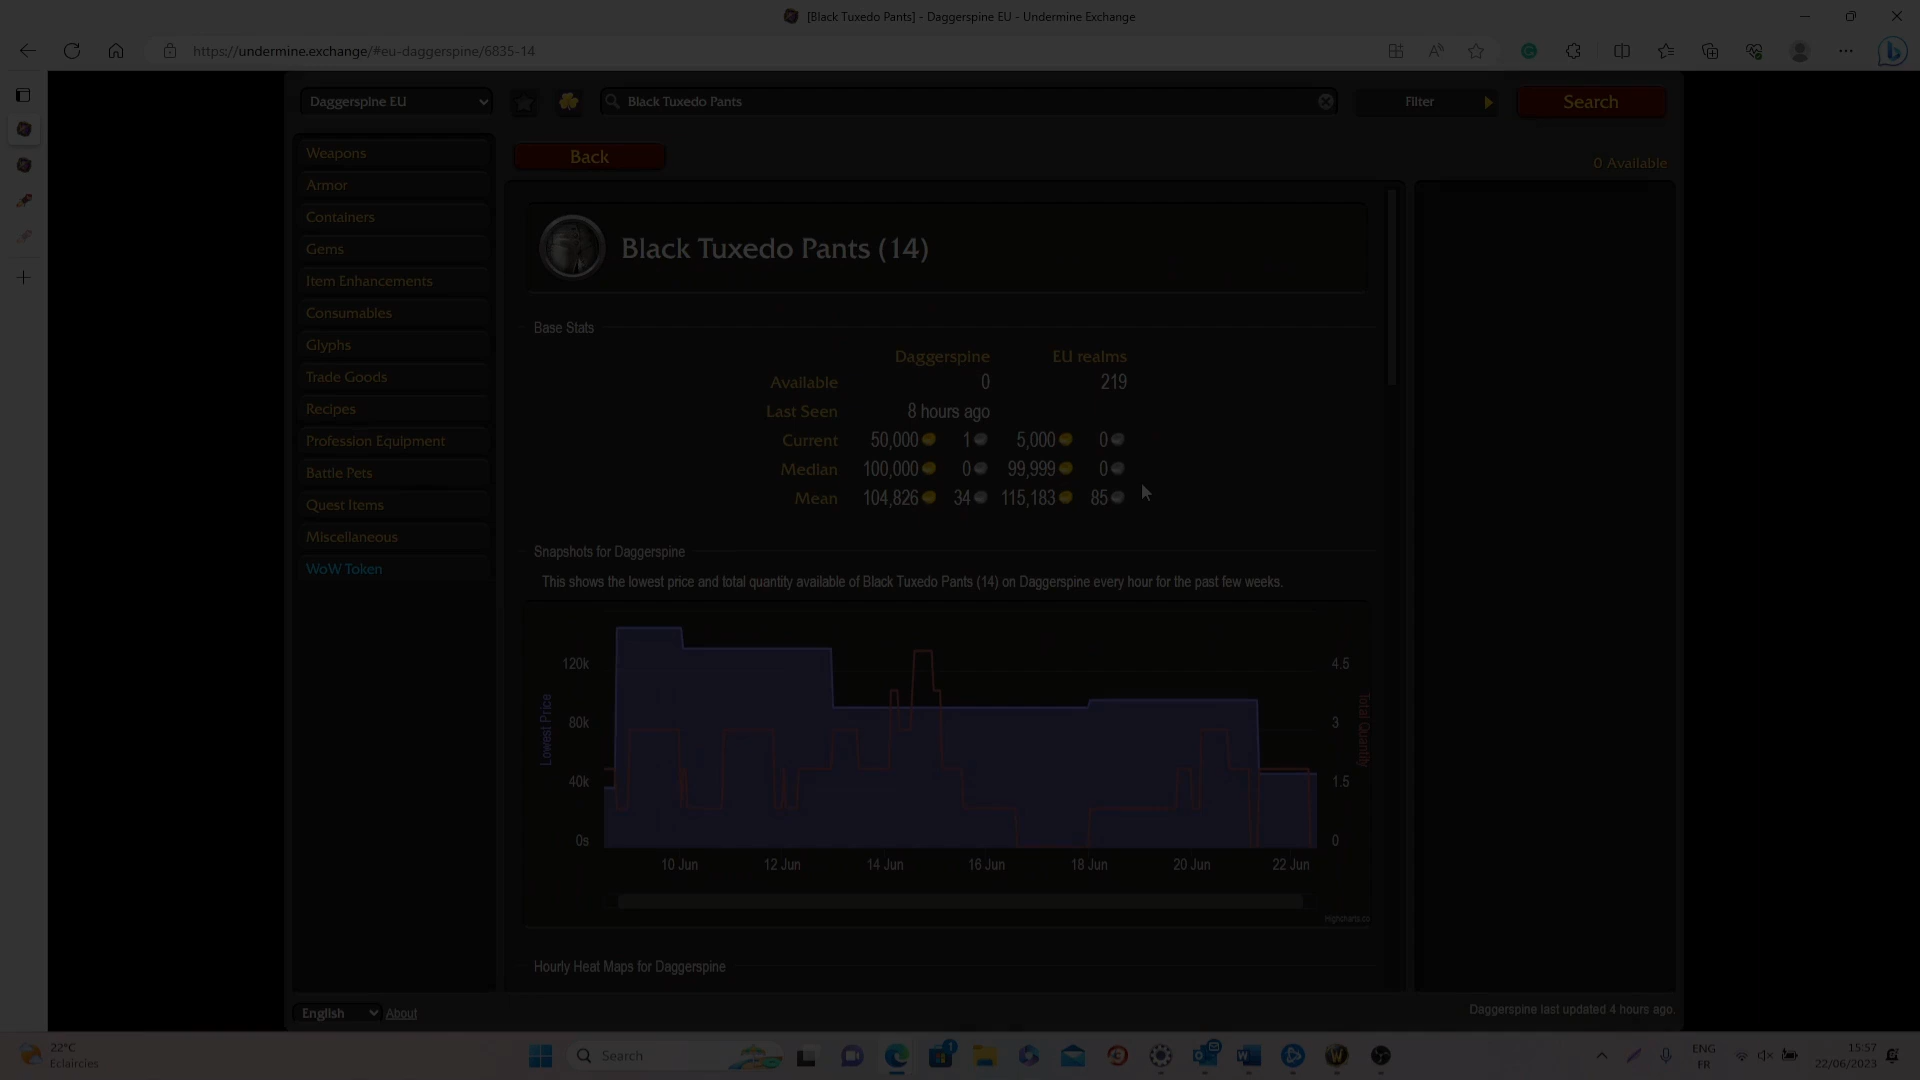 [Black Tuxedo Pants] - Daggerspine EU - Undermine Exchange
https://undermine.exchange/#eu-daggerspine/6835-14
Daggerspine EU
Black Tuxedo Pants
Filter
Search
Weapons
Armor
Containers
Gems
Item Enhancements
Consumables
Glyphs
Trade Goods
Recipes
Profession Equipment
Battle Pets
Quest Items
Miscellaneous
WoW Token
Back
0 Available
Black Tuxedo Pants (14)
Base Stats
Daggerspine EU realms
Available 0 219
Last Seen 8 hours ago
Current 50,000 1 5,000 0
Median 100,000 0 99,999 0
Mean 104,826 34 115,183 85
Snapshots for Daggerspine
This shows the lowest price and total quantity available of Black Tuxedo Pants (14) on Daggerspine every hour for the past few weeks.
Lowest Price
120k
80k
40k
0s
4.5
3
1.5
0
Total Quantity
10 Jun 12 Jun 14 Jun 16 Jun 18 Jun 20 Jun 22 Jun
Highcharts.co
Hourly Heat Maps for Daggerspine
English About
Daggerspine last updated 4 hours ago.
22°C
Eclaircies
Search
1
ENG
FR
15:57
22/06/2023